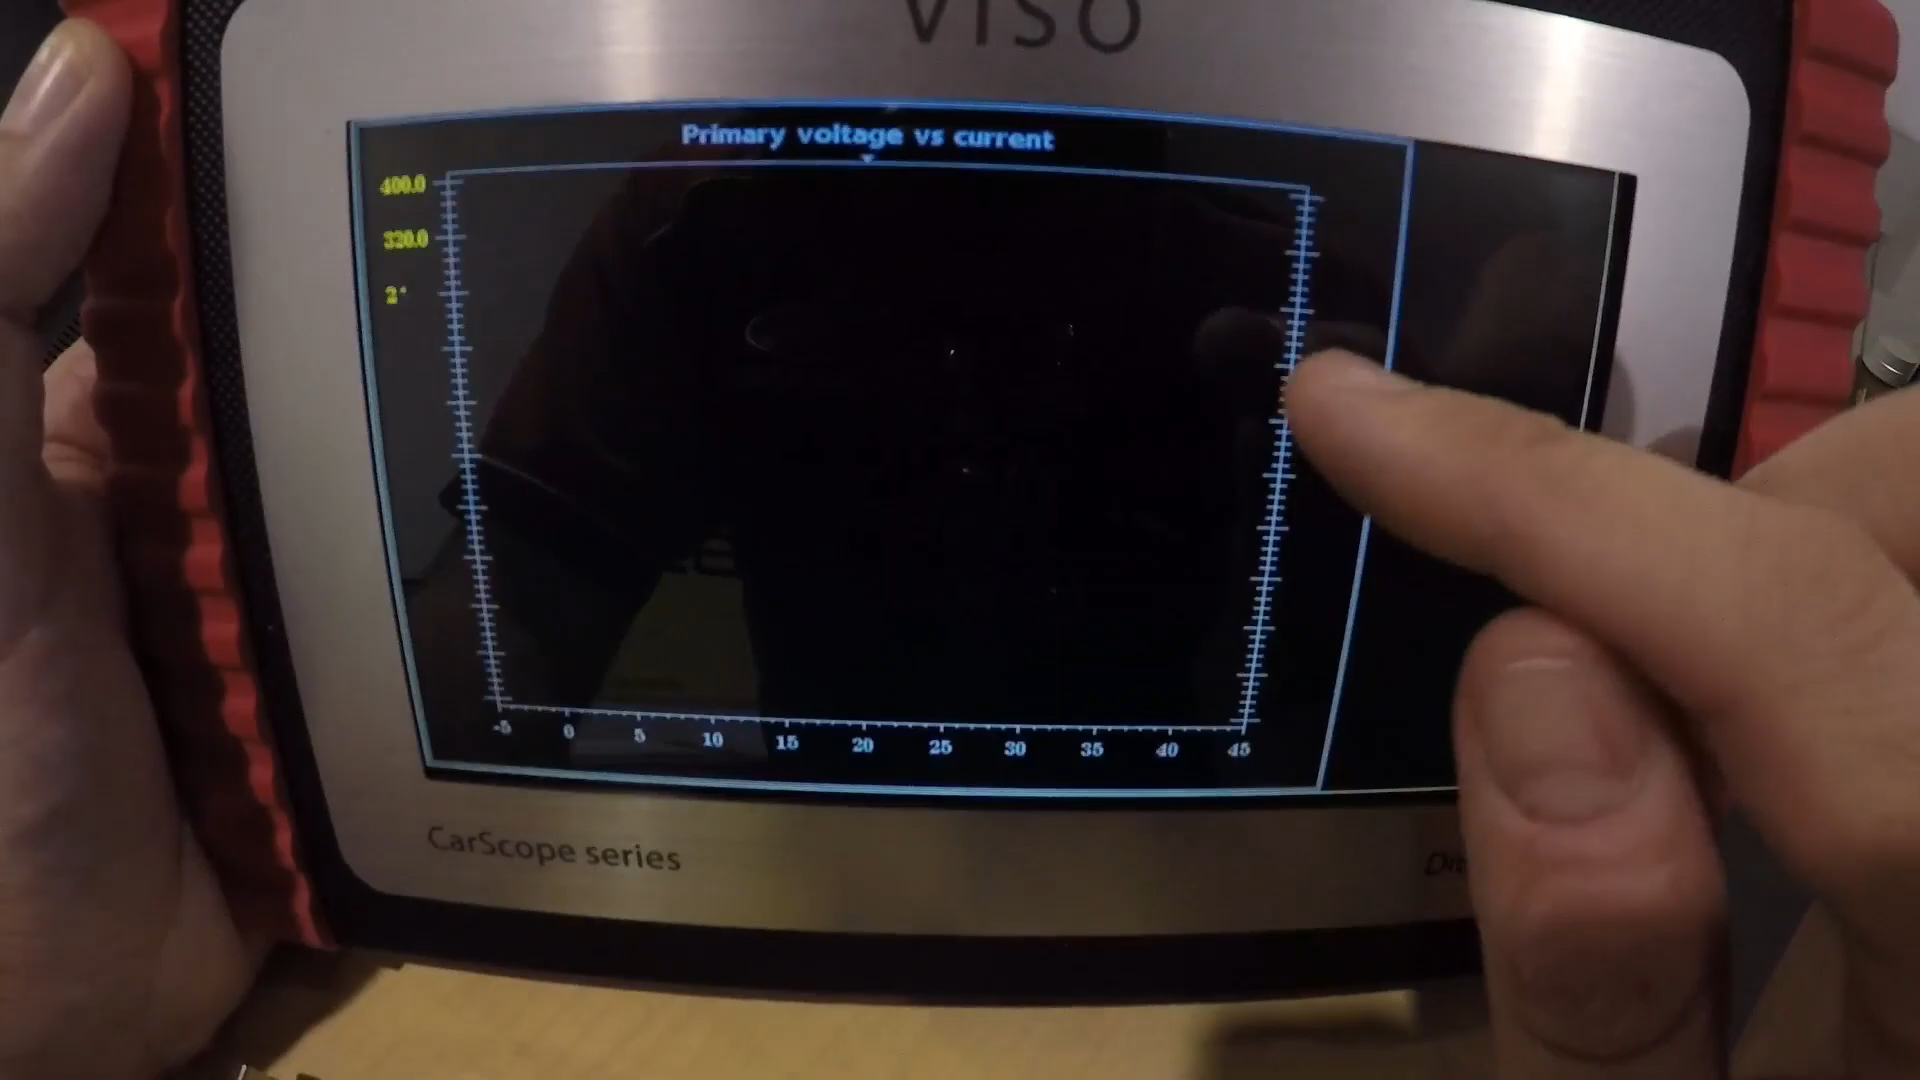 VISO
Primary voltage vs current
400.0
320.0
-5 0 5 10 15 20 25 30 35 40 45
CarScope series